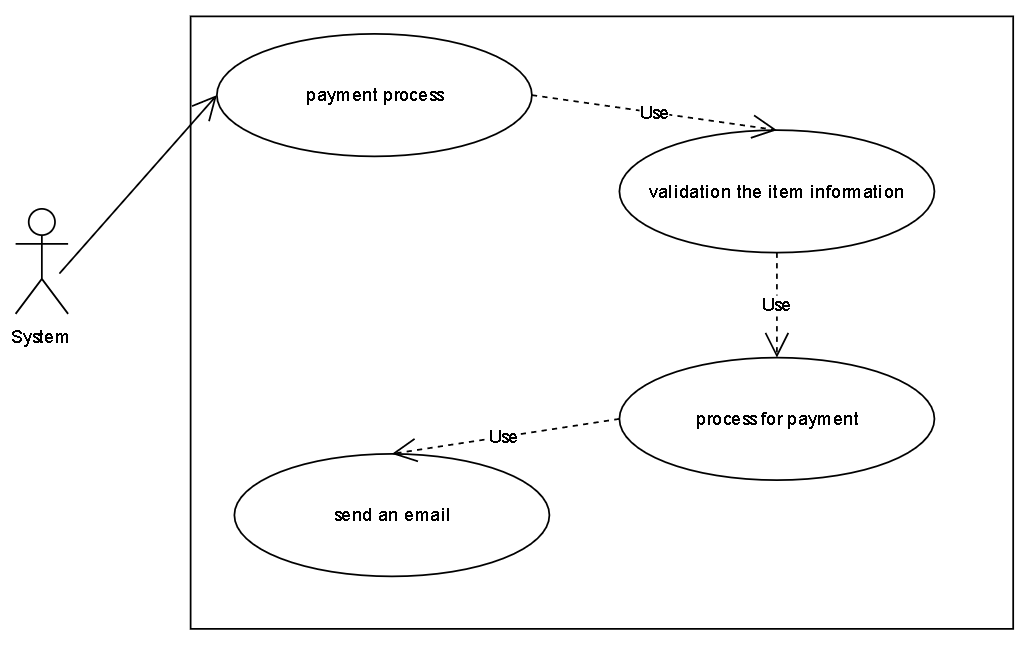 payment process
Use
validation the item information
Use
System
process for payment
Use
send an email